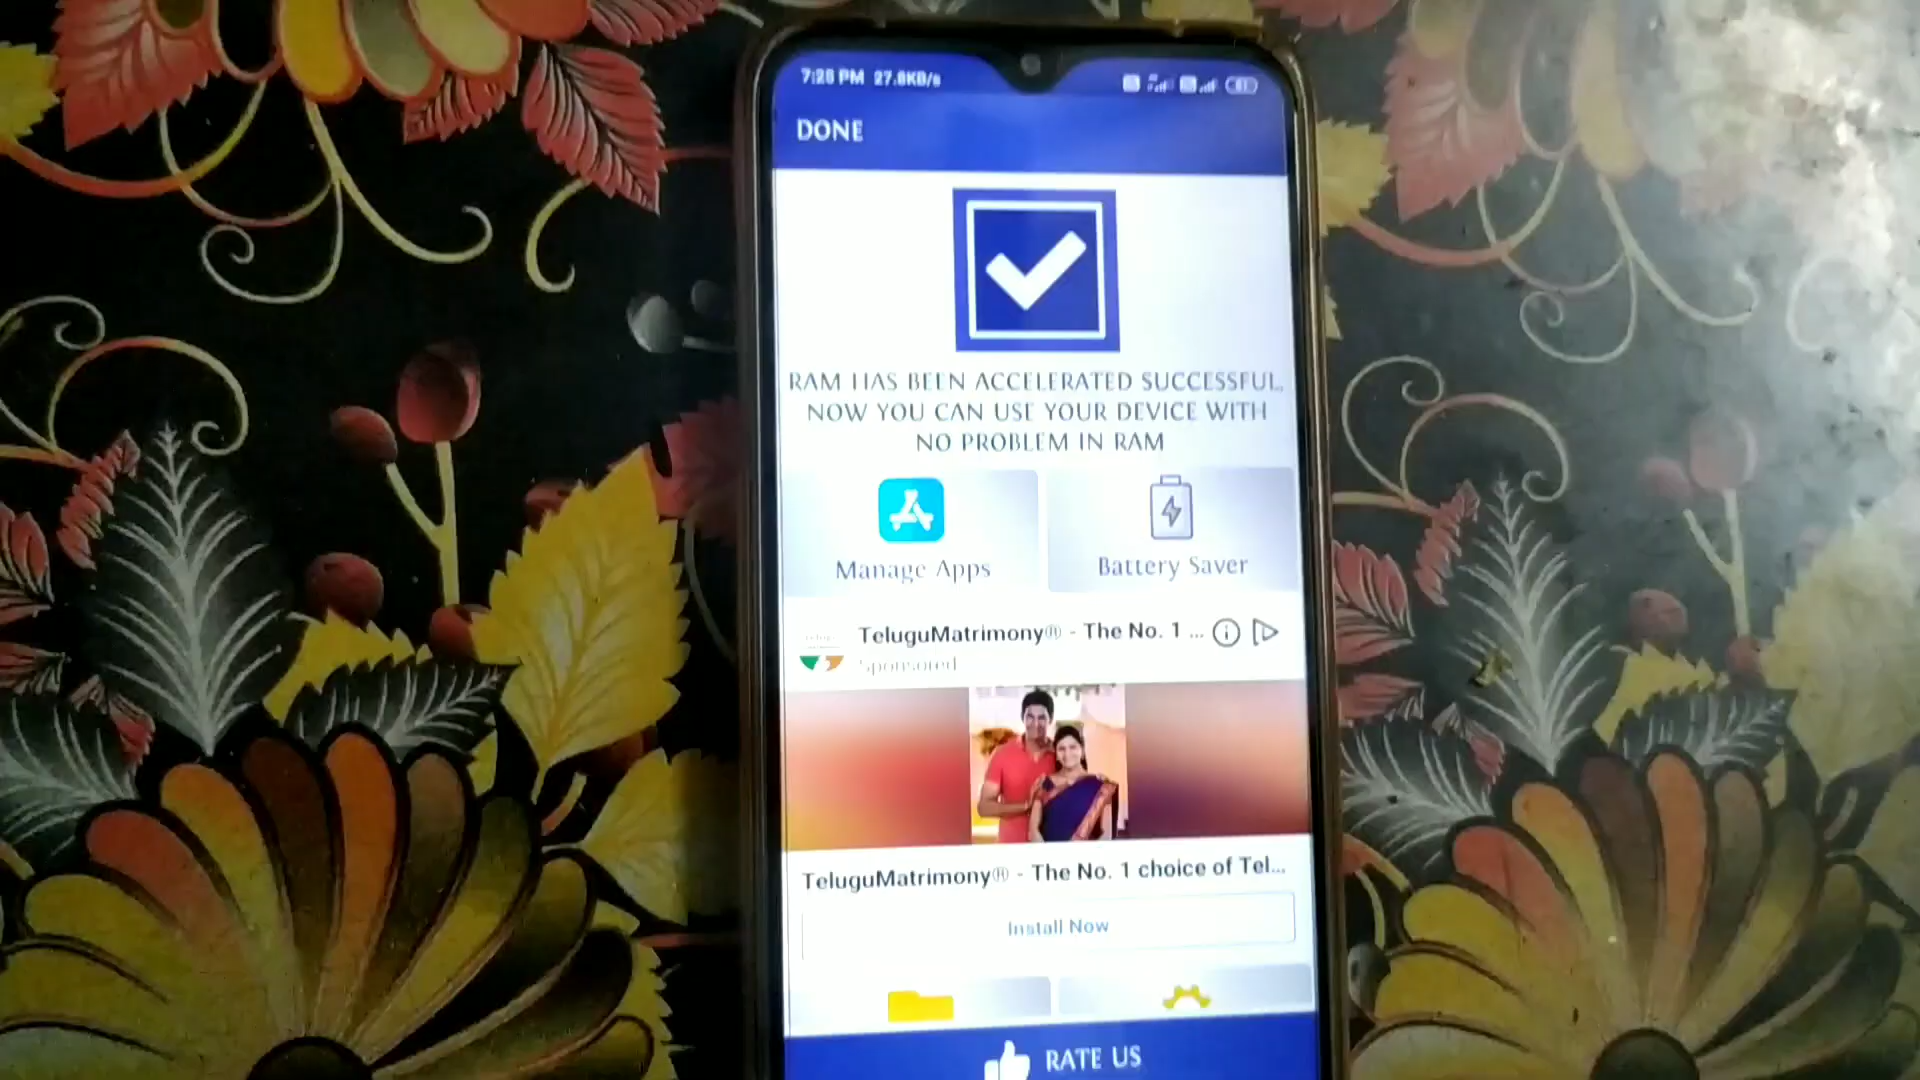 7:28 PM 27.8KB/s
DONE
RAM HAS BEEN ACCELERATED SUCCESSFUL,
NOW YOU CAN USE YOUR DEVICE WITH
NO PROBLEM IN RAM
Manage Apps
Battery Saver
TeluguMatrimony® - The No. 1 ...
Sponsored
TeluguMatrimony® - The No. 1 choice of Tel...
Install Now
RATE US